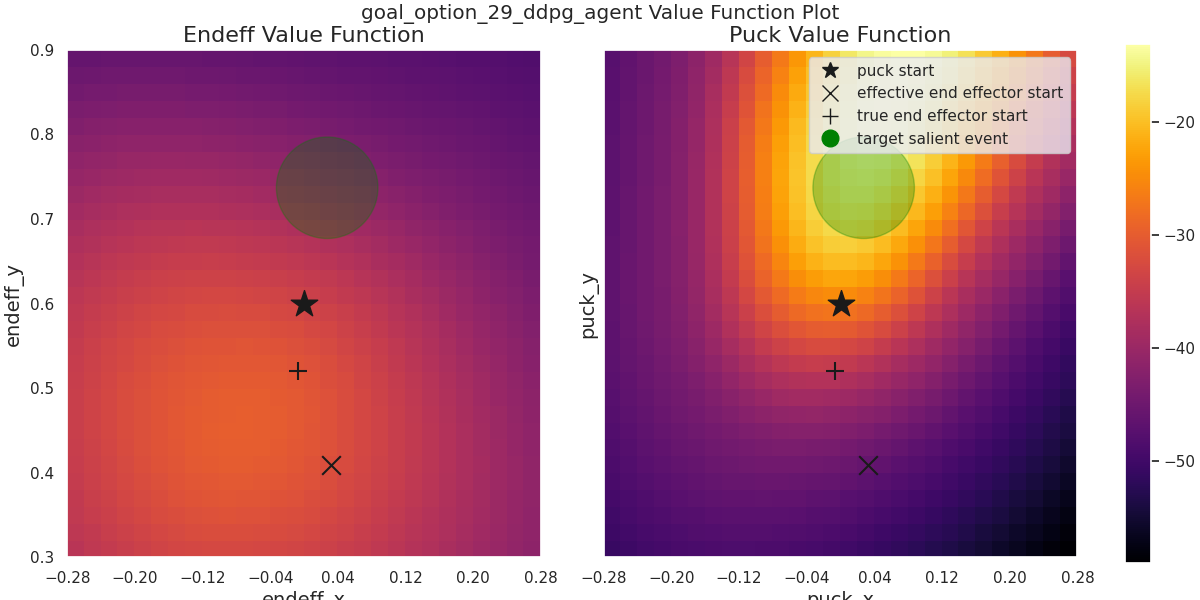 goal_option_29_ddpg_agent Value Function Plot
Endeff Value Function
Puck Value Function
0.9
0.8
0.7
0.6
0.5
0.4
0.3
endeff_y
−0.28 −0.20 −0.12 −0.04 0.04 0.12 0.20 0.28
endeff_x
puck_y
puck start
effective end effector start
true end effector start
target salient event
−0.28 −0.20 −0.12 −0.04 0.04 0.12 0.20 0.28
puck_x
−20
−30
−40
−50